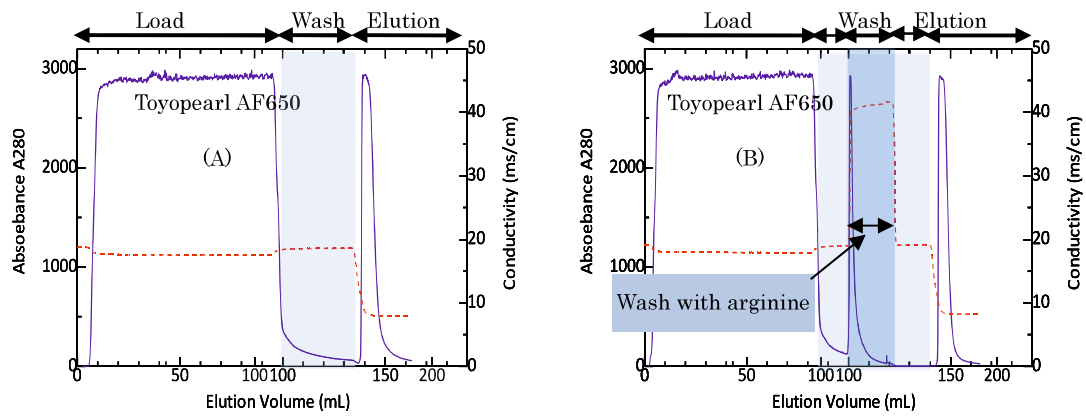 Load Wash Elution
50
3000
Toyopearl AF650
40
(A)
2000
30
20
1000
10
0
0
0 50 100 100 150 200
Absoebance A280
Conductivity (ms/cm)
Elution Volume (mL)
Load Wash Elution
50
3000
Toyopearl AF650
40
(B)
2000
30
20
1000
Wash with arginine
10
0
0
0 50 100 100 100 150 200
Absoebance A280
Conductivity (ms/cm)
Elution Volume (mL)